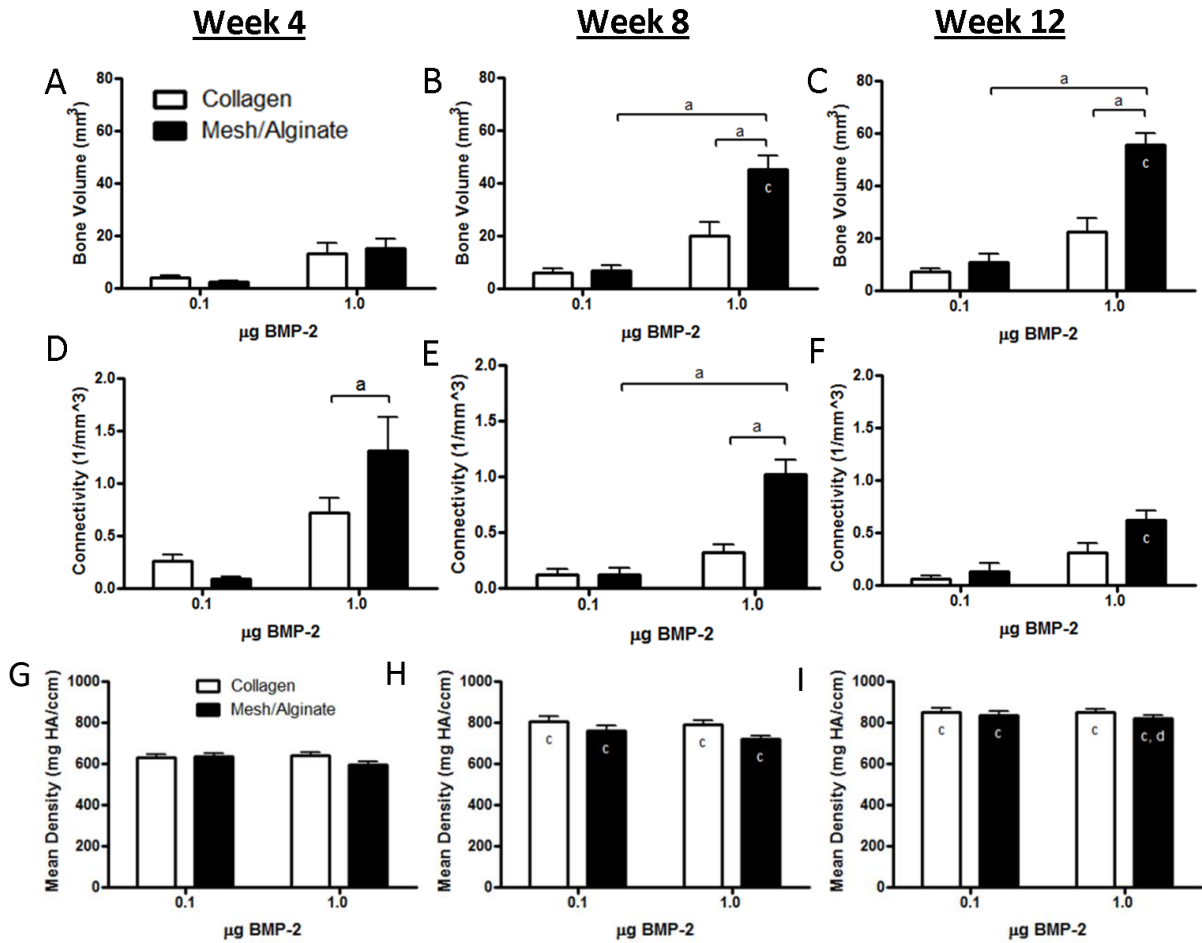 Week 4
Week 8
Week 12
A
Bone Volume (mm³)
80
60
40
20
0
Collagen
Mesh/Alginate
0.1
1.0
µg BMP-2
B
Bone Volume (mm³)
80
60
40
20
0
a
a
c
0.1
1.0
µg BMP-2
C
Bone Volume (mm³)
80
60
40
20
0
a
a
c
0.1
1.0
µg BMP-2
D
Connectivity (1/mm^3)
2.0
1.5
1.0
0.5
0.0
a
0.1
1.0
µg BMP-2
E
Connectivity (1/mm^3)
2.0
1.5
1.0
0.5
0.0
a
a
0.1
1.0
µg BMP-2
F
Connectivity (1/mm^3)
2.0
1.5
1.0
0.5
0.0
c
0.1
1.0
µg BMP-2
G
Mean Density (mg HA/ccm)
1000
800
600
400
200
0
Collagen
Mesh/Alginate
0.1
1.0
µg BMP-2
H
Mean Density (mg HA/ccm)
1000
800
600
400
200
0
c
c
c
c
0.1
1.0
µg BMP-2
I
Mean Density (mg HA/ccm)
1000
800
600
400
200
0
c
c
c
c, d
0.1
1.0
µg BMP-2